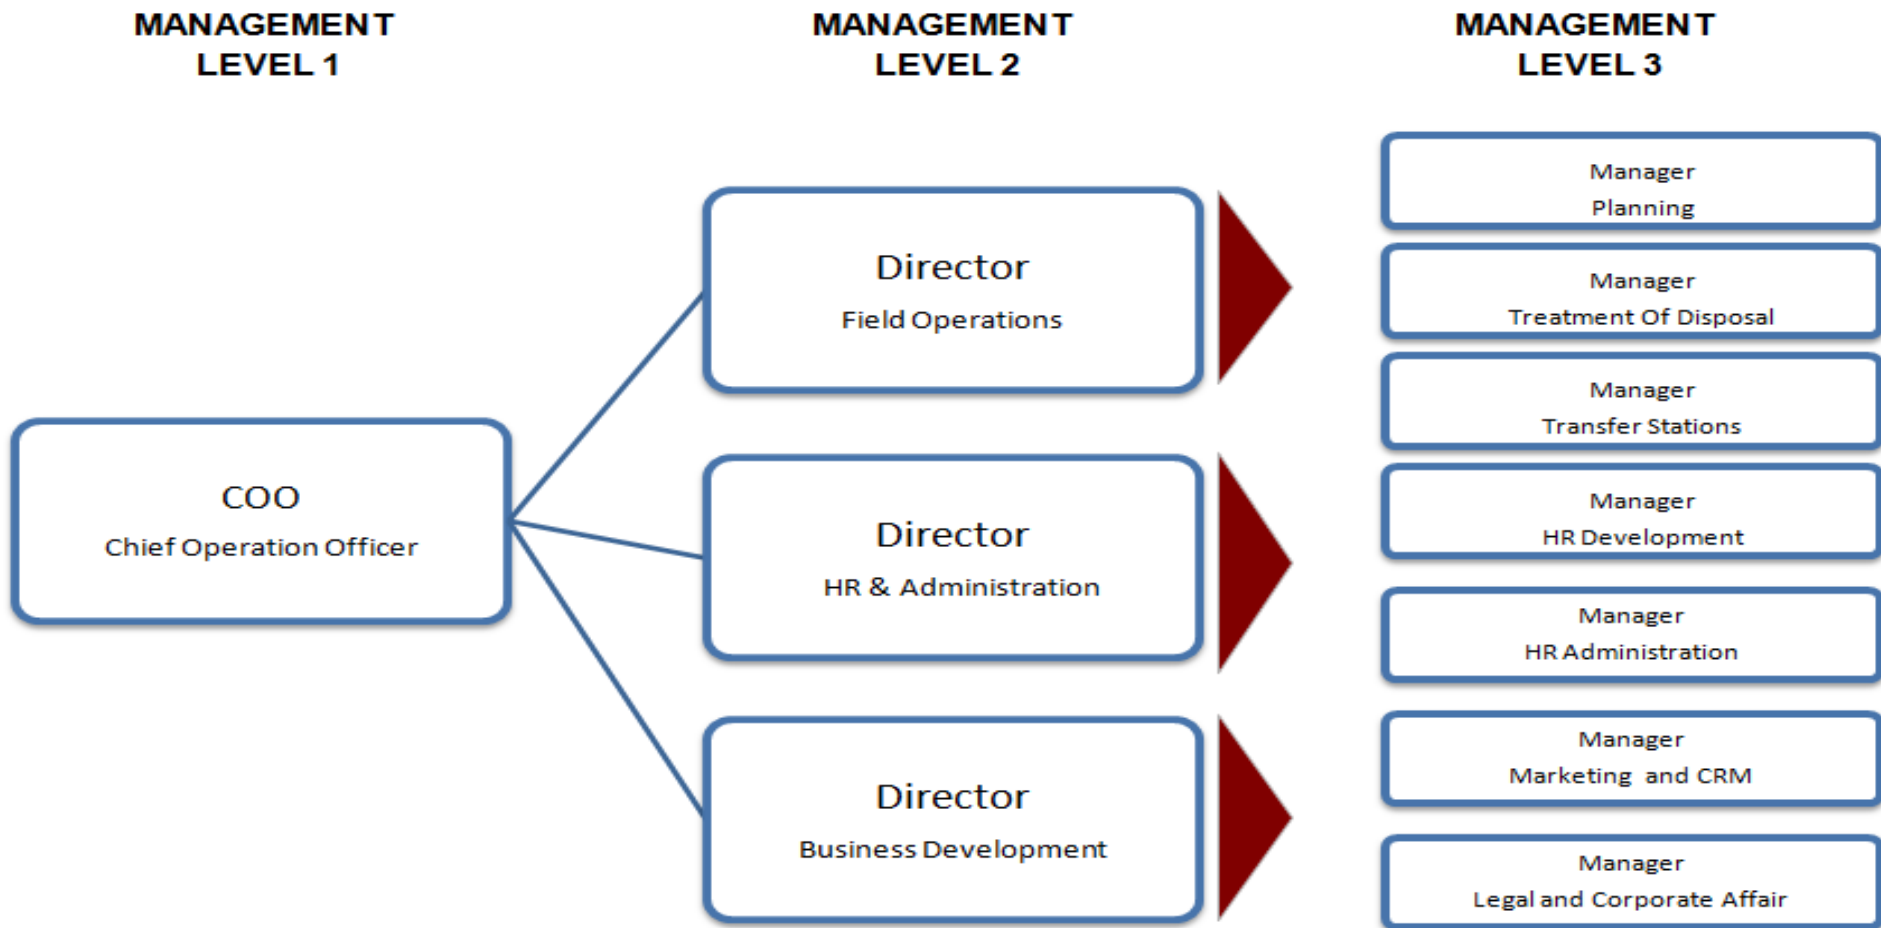 MANAGEMENT
LEVEL 1
MANAGEMENT
LEVEL 2
MANAGEMENT
LEVEL 3
COO
Chief Operation Officer
Director
Field Operations
Director
HR & Administration
Director
Business Development
Manager
Planning
Manager
Treatment Of Disposal
Manager
Transfer Stations
Manager
HR Development
Manager
HR Administration
Manager
Marketing and CRM
Manager
Legal and Corporate Affair